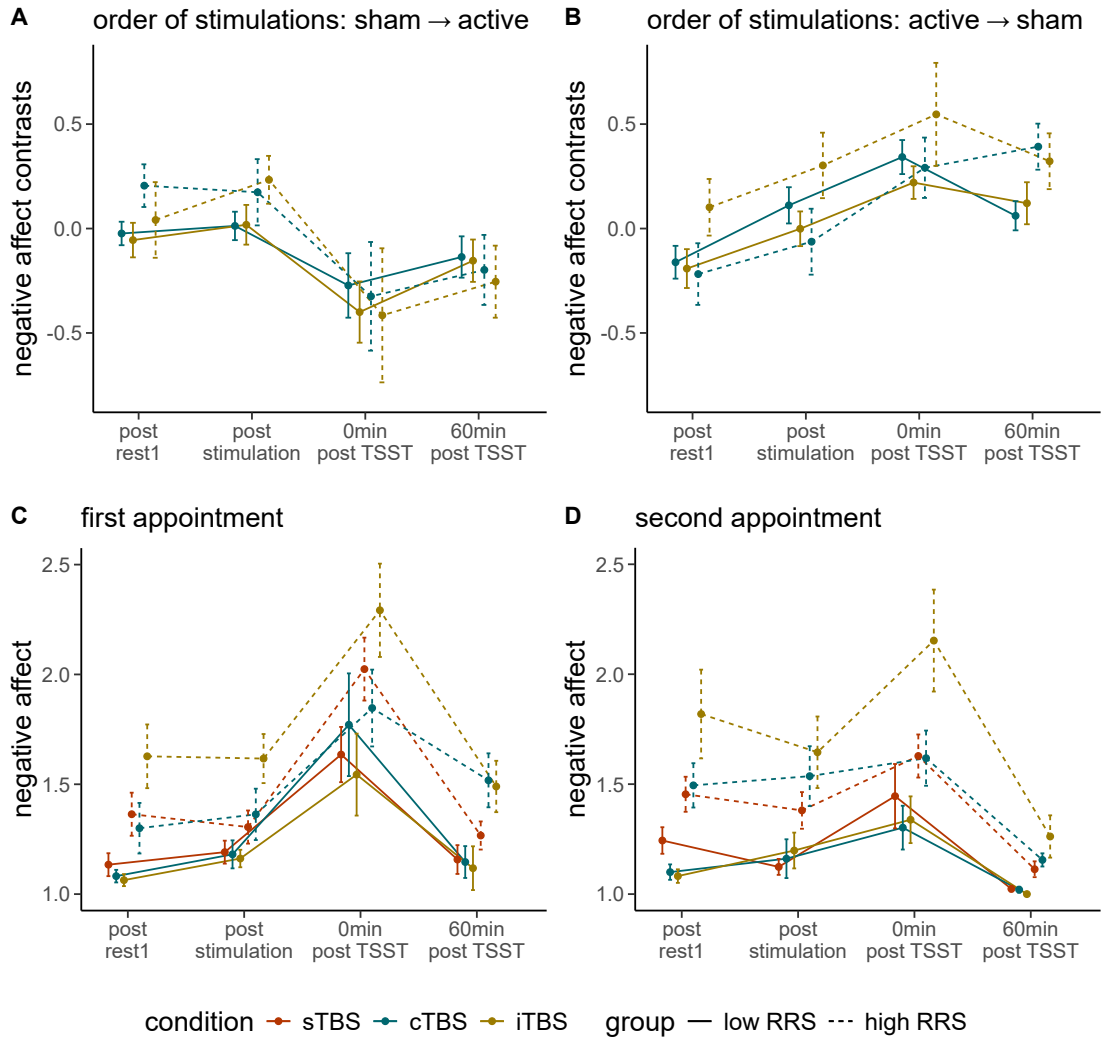 A order of stimulations: sham → active
negative affect contrasts
0.5
0.0
-0.5
post rest1
post stimulation
0min post TSST
60min post TSST
B order of stimulations: active → sham
negative affect contrasts
0.5
0.0
-0.5
post rest1
post stimulation
0min post TSST
60min post TSST
C first appointment
negative affect
2.5
2.0
1.5
1.0
post rest1
post stimulation
0min post TSST
60min post TSST
D second appointment
negative affect
2.5
2.0
1.5
1.0
post rest1
post stimulation
0min post TSST
60min post TSST
condition sTBS cTBS iTBS group low RRS high RRS